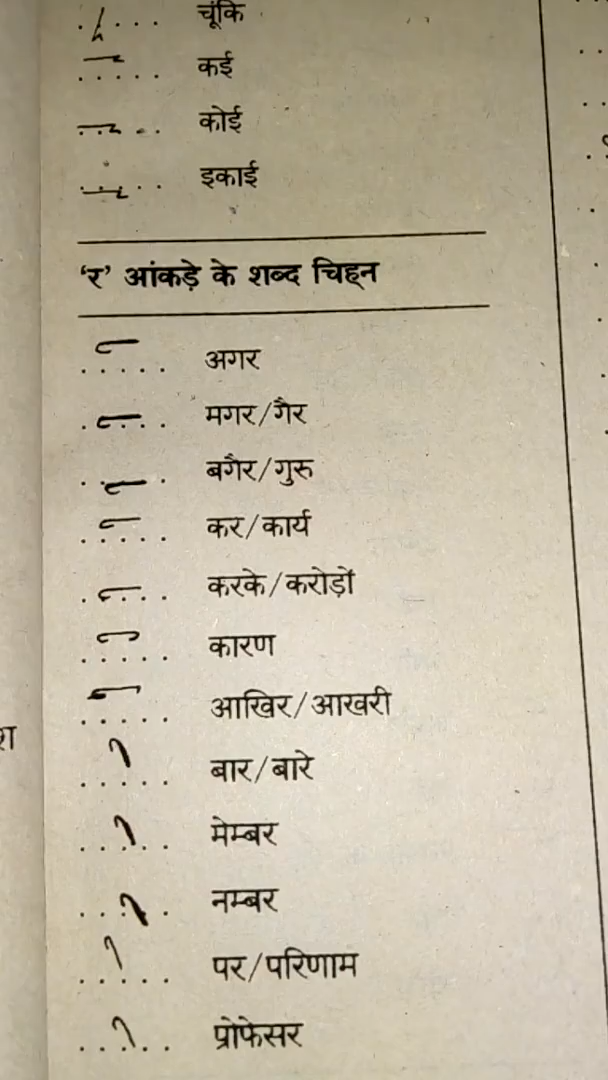 चूंकि
कई
कोई
इकाई
‘र’ आंकड़े के शब्द चिह्न
अगर
मगर/गैर
बगैर/गुरु
कर/कार्य
करके/करोड़ों
कारण
आखिर/आखरी
बार/बारे
मेम्बर
नम्बर
पर/परिणाम
प्रोफेसर